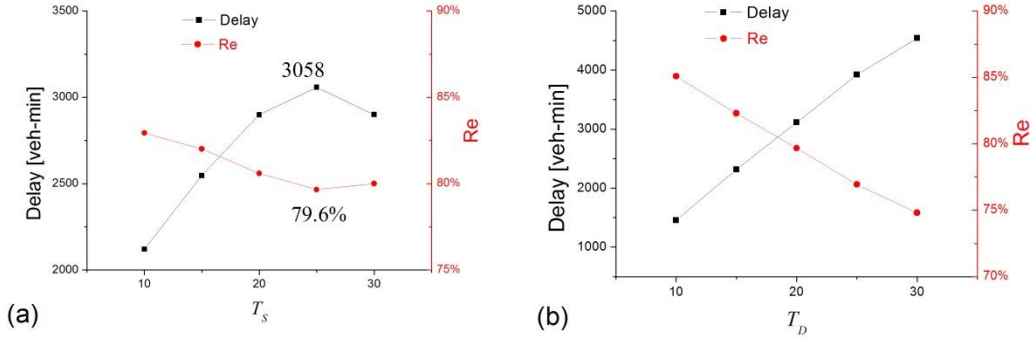 3500
3000
2500
2000
Delay [veh-min]
Delay
Re
3058
79.6%
90%
85%
80%
75%
Re
10
20
30
T_S
(a)
5000
4000
3000
2000
1000
Delay [veh-min]
Delay
Re
90%
85%
80%
75%
70%
Re
10
20
30
T_D
(b)